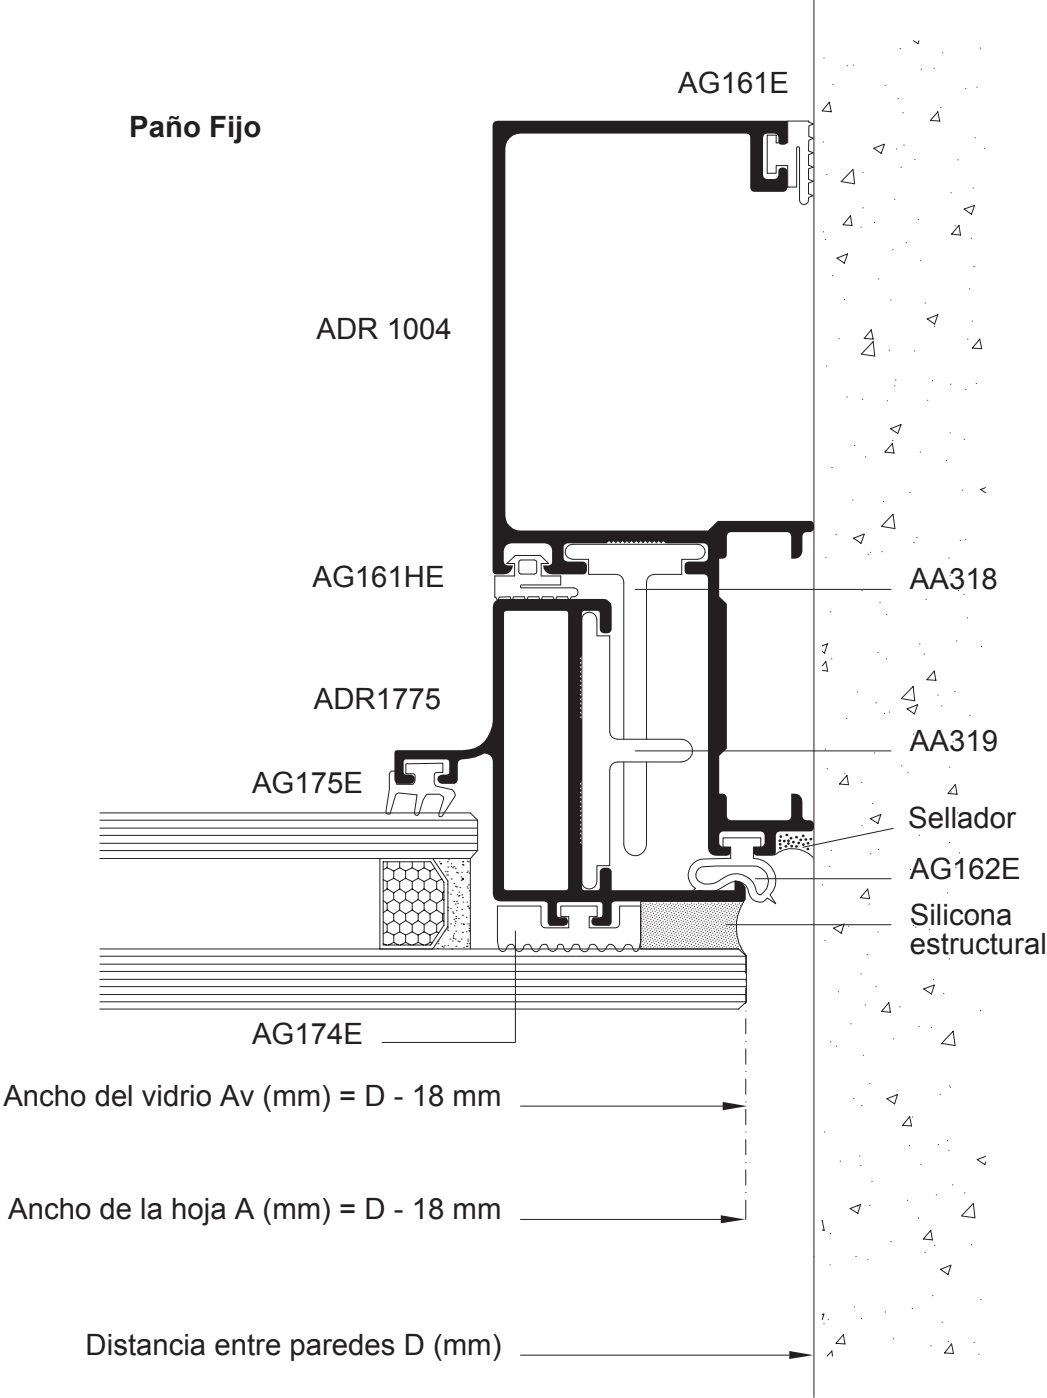 AG161E
Paño Fijo
ADR 1004
AG161HE
AA318
ADR1775
AA319
AG175E
Sellador
AG162E
Silicona
estructural
AG174E
Ancho del vidrio Av (mm) = D - 18 mm
Ancho de la hoja A (mm) = D - 18 mm
Distancia entre paredes D (mm)